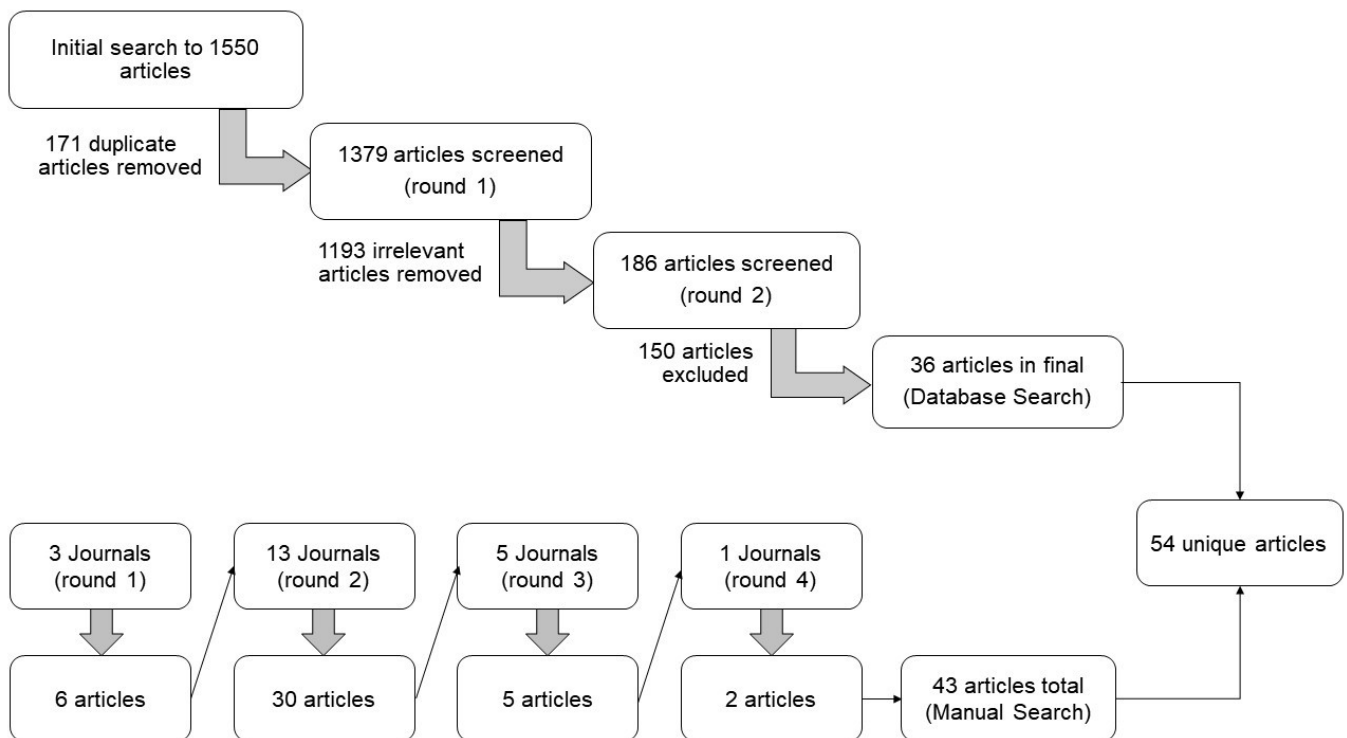 Initial search to 1550
articles
171 duplicate
articles removed
1379 articles screened
(round 1)
1193 irrelevant
articles removed
186 articles screened
(round 2)
150 articles
excluded
36 articles in final
(Database Search)
3 Journals
(round 1)
13 Journals
(round 2)
5 Journals
(round 3)
1 Journals
(round 4)
54 unique articles
6 articles
30 articles
5 articles
2 articles
43 articles total
(Manual Search)